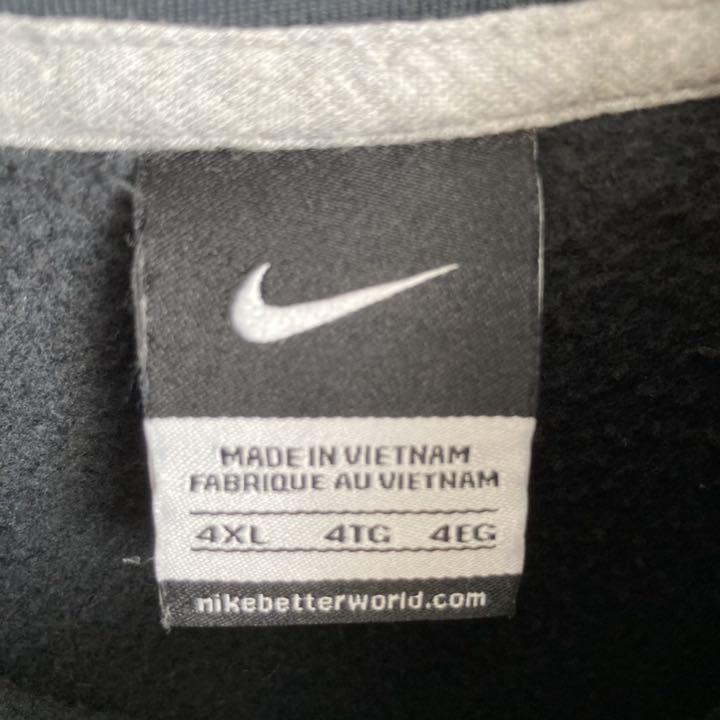 MADE IN VIETNAM
FABRIQUE AU VIETNAM
4XL 4TG 4EG
nikebetterworld.com